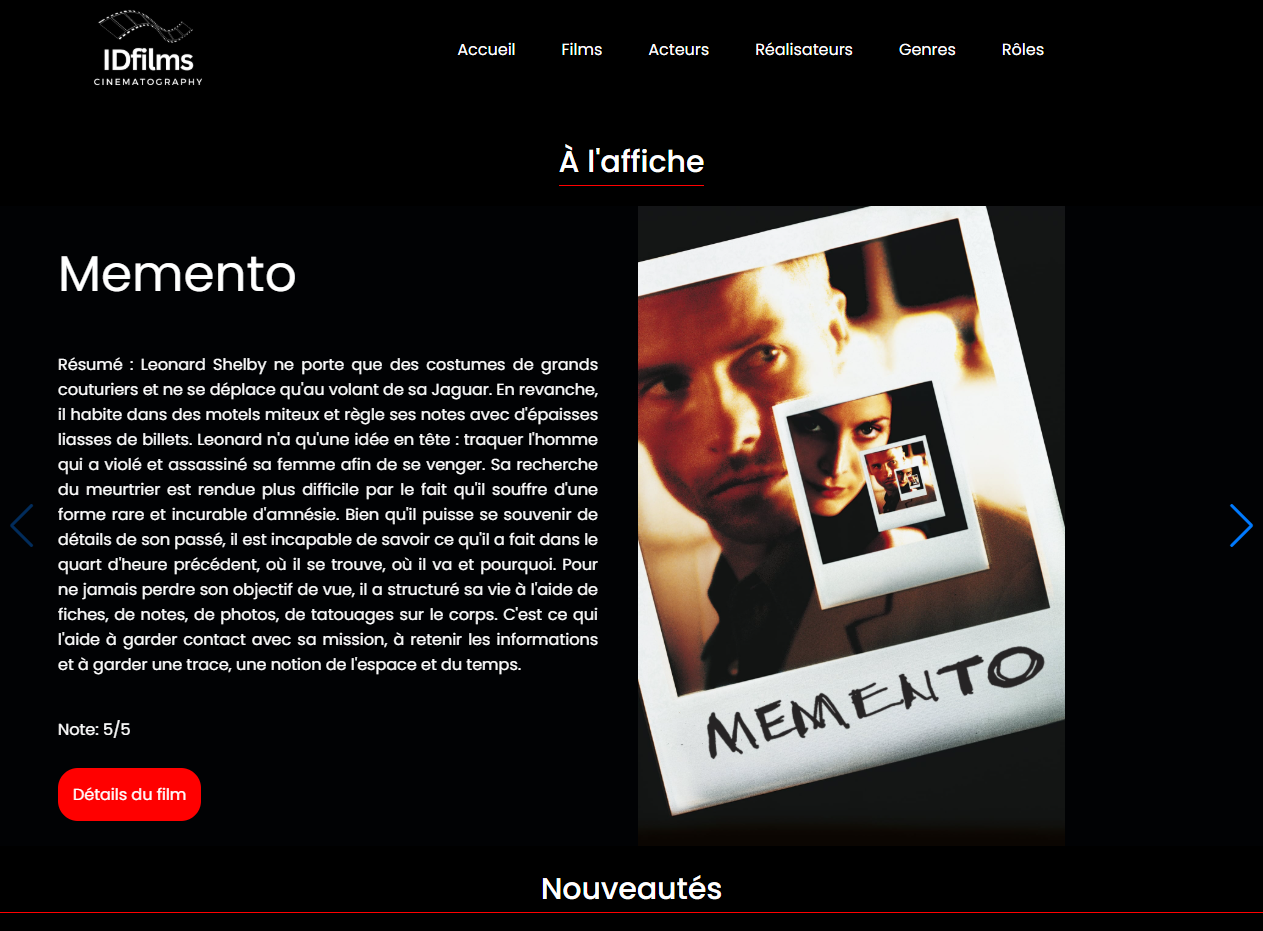 IDfilms
CINEMATOGRAPHY
Accueil Films Acteurs Réalisateurs Genres Rôles
À l'affiche
Memento
Résumé : Leonard Shelby ne porte que des costumes de grands
couturiers et ne se déplace qu'au volant de sa Jaguar. En revanche,
il habite dans des motels miteux et règle ses notes avec d'épaisses
liasses de billets. Leonard n'a qu'une idée en tête : traquer l'homme
qui a violé et assassiné sa femme afin de se venger. Sa recherche
du meurtrier est rendue plus difficile par le fait qu'il souffre d'une
forme rare et incurable d'amnésie. Bien qu'il puisse se souvenir de
détails de son passé, il est incapable de savoir ce qu'il a fait dans le
quart d'heure précédent, où il se trouve, où il va et pourquoi. Pour
ne jamais perdre son objectif de vue, il a structuré sa vie à l'aide de
fiches, de notes, de photos, de tatouages sur le corps. C'est ce qui
l'aide à garder contact avec sa mission, à retenir les informations
et à garder une trace, une notion de l'espace et du temps.
Note: 5/5
Détails du film
MEMENTO
Nouveautés